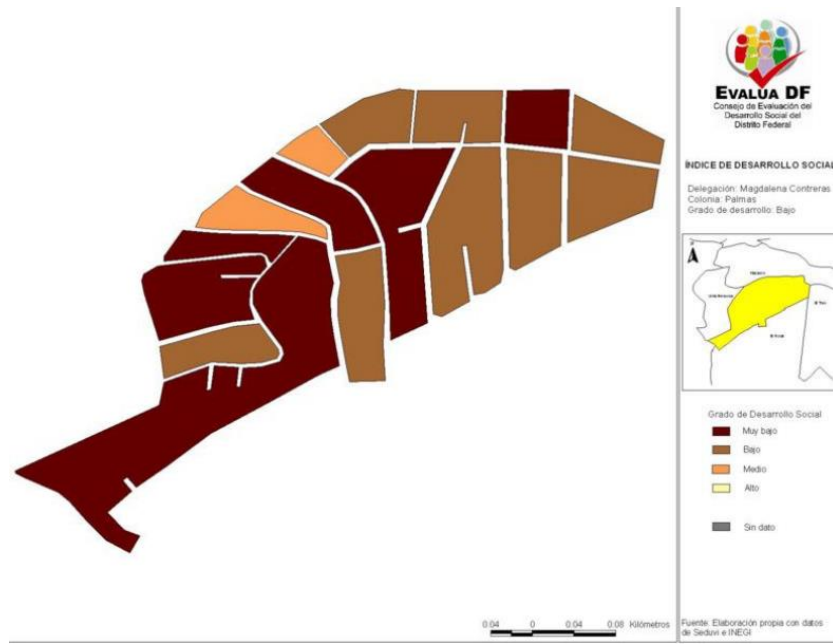 EVALUA DF
Consejo de Evaluación del
Desarrollo Social del
Distrito Federal
ÍNDICE DE DESARROLLO SOCIAL
Delegación: Magdalena Contreras
Colonia: Palmas
Grado de desarrollo: Bajo
Grado de Desarrollo Social
Muy bajo
Bajo
Medio
Alto
Sin dato
0.04 0 0.04 0.08 Kilómetros
Fuente: Elaboración propia con datos
de Seduvi e INEGI